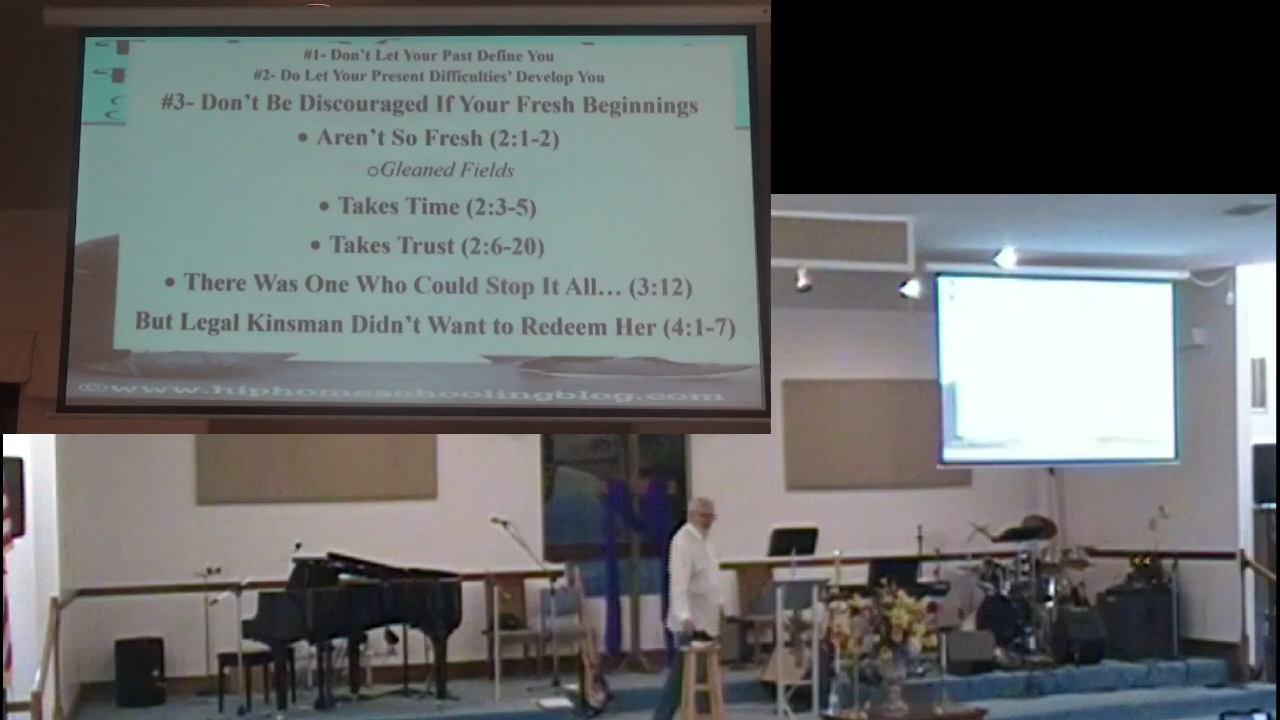 #1- Don't Let Your Past Define You
#2- Do Let Your Present Difficulties' Develop You
#3- Don't Be Discouraged If Your Fresh Beginnings
• Aren't So Fresh (2:1-2)
○Gleaned Fields
• Takes Time (2:3-5)
• Takes Trust (2:6-20)
• There Was One Who Could Stop It All… (3:12)
But Legal Kinsman Didn't Want to Redeem Her (4:1-7)
©www.hiphomeschoolingblog.com